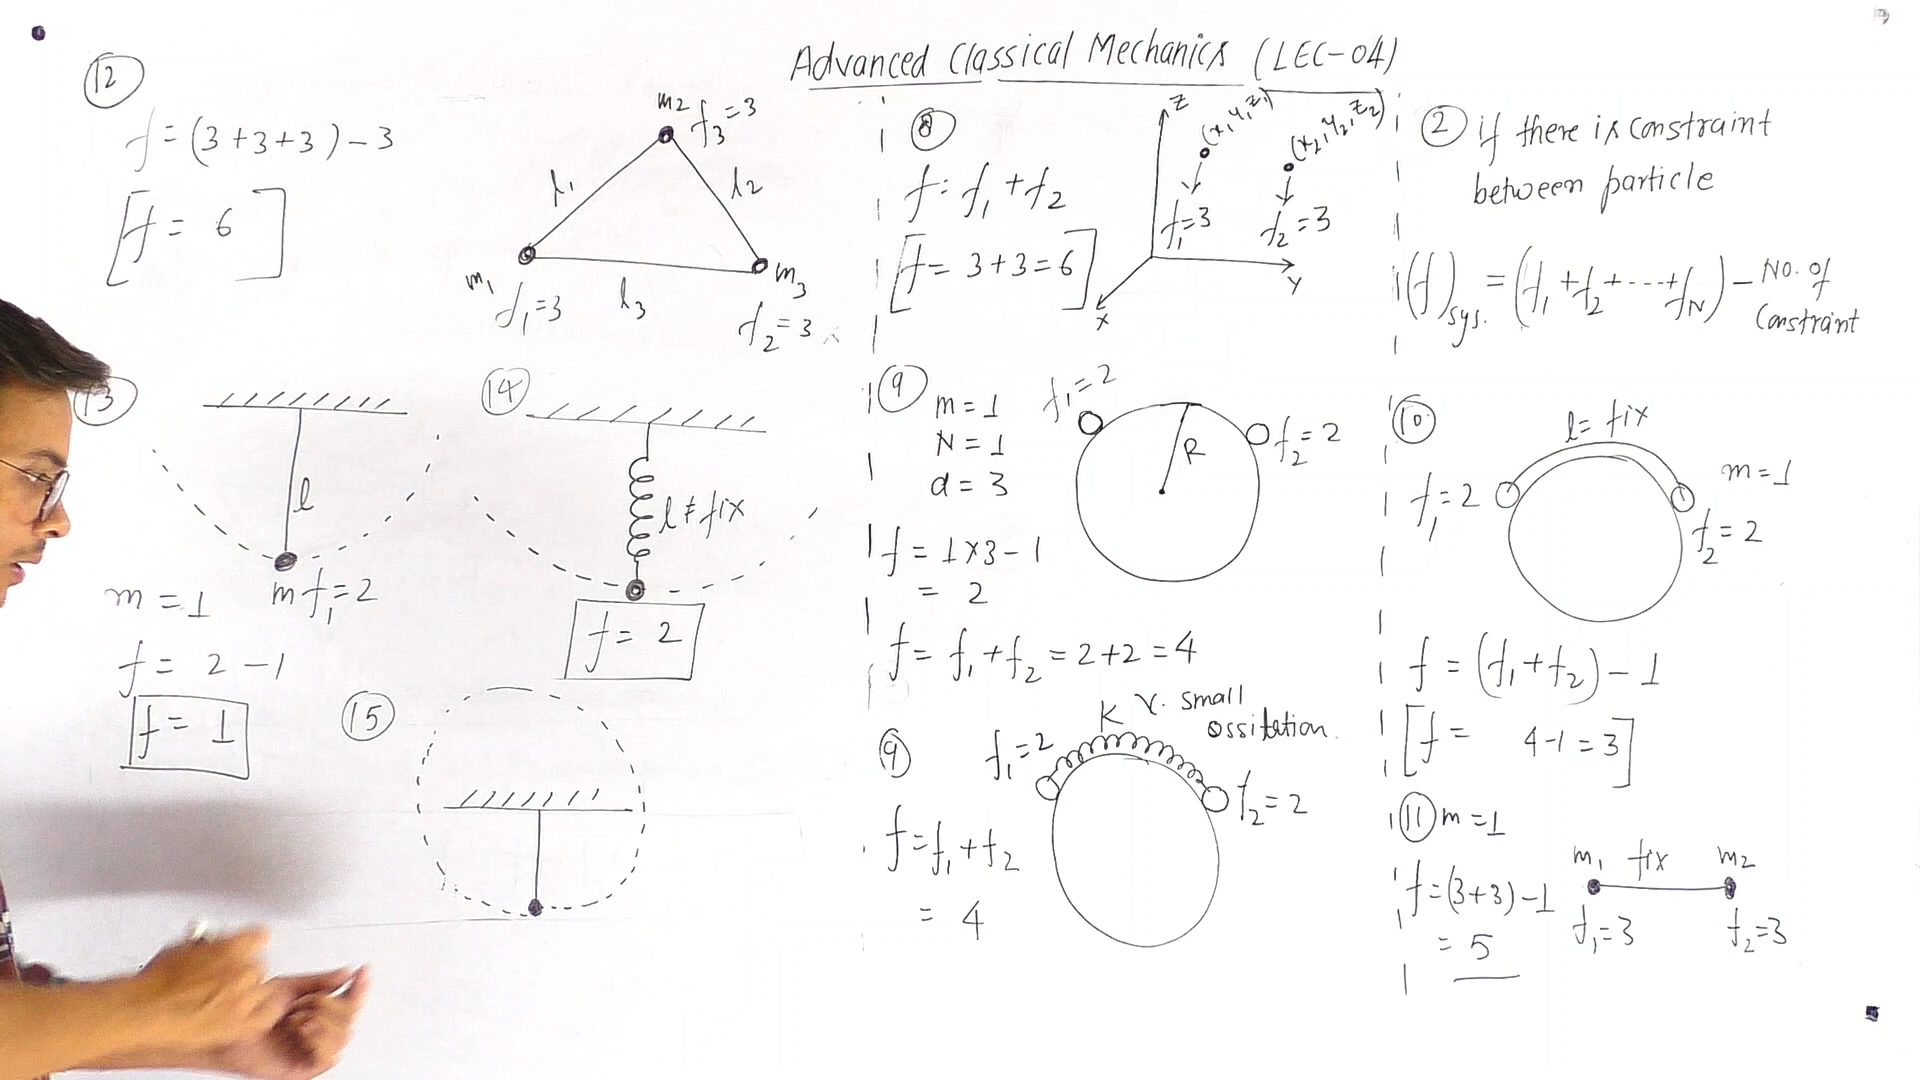 Advanced Classical Mechanics (LEC-04)
12
f = (3+3+3) - 3
[f = 6]
m2 f3 = 3
l1
l2
m1
f1 = 3
l3
m3
f2 = 3
13
l
m f1 = 2
m = 1
f = 2 - 1
f = 1
14
l ≠ fix
f = 2
15
8
f = f1 + f2
[f = 3+3 = 6]
Z
(x1, y1, z1)
(x2, y2, z2)
f1 = 3
f2 = 3
Y
X
9
m = 1
N = 1
d = 3
f = 1×3 - 1
= 2
f1 = 2
R
f2 = 2
f = f1 + f2 = 2+2 = 4
9
K
small
ossilation.
f1 = 2
f2 = 2
f = f1 + f2
= 4
2 if there is constraint
between particle
(f)sys. = (f1 + f2 + ---- + fN) - No. of
Constraint
10
l = fix
f1 = 2
m = 1
f2 = 2
f = (f1 + f2) - 1
[f = 4-1 = 3]
11 m = 1
f = (3+3) - 1
= 5
m1 fix m2
f1 = 3
f2 = 3